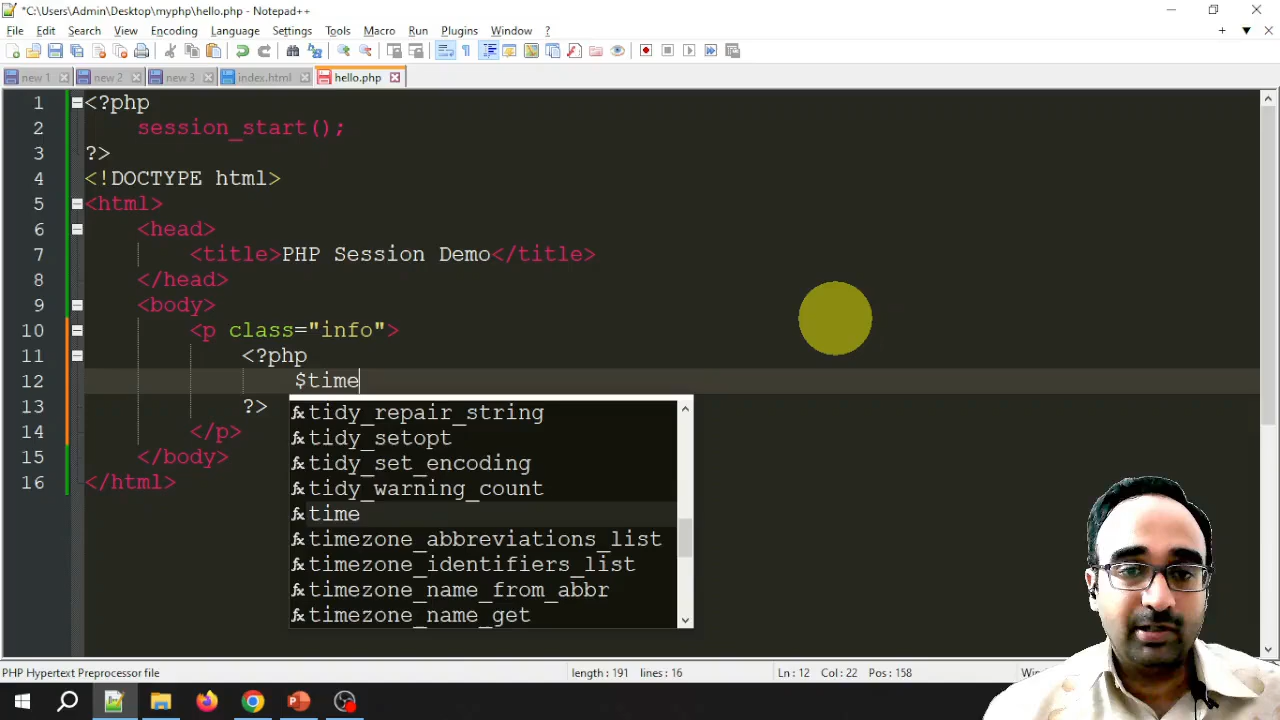 *C:\Users\Admin\Desktop\myphp\hello.php - Notepad++
File Edit Search View Encoding Language Settings Tools Macro Run Plugins Window ?
new 1 new 2 new 3 index.html hello.php
1 <?php
2 session_start();
3 ?>
4 <!DOCTYPE html>
5 <html>
6 <head>
7 <title>PHP Session Demo</title>
8 </head>
9 <body>
10 <p class="info">
11 <?php
12 $time
13 ?>
14 </p>
15 </body>
16 </html>
tidy_repair_string
tidy_setopt
tidy_set_encoding
tidy_warning_count
time
timezone_abbreviations_list
timezone_identifiers_list
timezone_name_from_abbr
timezone_name_get
PHP Hypertext Preprocessor file length : 191 lines : 16 Ln : 12 Col : 22 Pos : 158